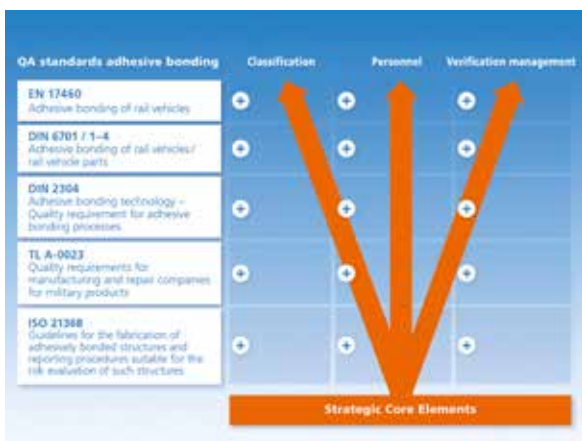 QA standards adhesive bonding
Classification
Personnel
Verification management
EN 17460
Adhesive bonding of rail vehicles
DIN 6701 / 1–4
Adhesive bonding of rail vehicles/
rail vehicle parts
DIN 2304
Adhesive bonding technology –
Quality requirement for adhesive
bonding processes
TL A-0023
Quality requirements for
manufacturing and repair companies
for military products
ISO 21368
Guidelines for the fabrication of
adhesively bonded structures and
reporting procedures suitable for the
risk evaluation of such structures
Strategic Core Elements